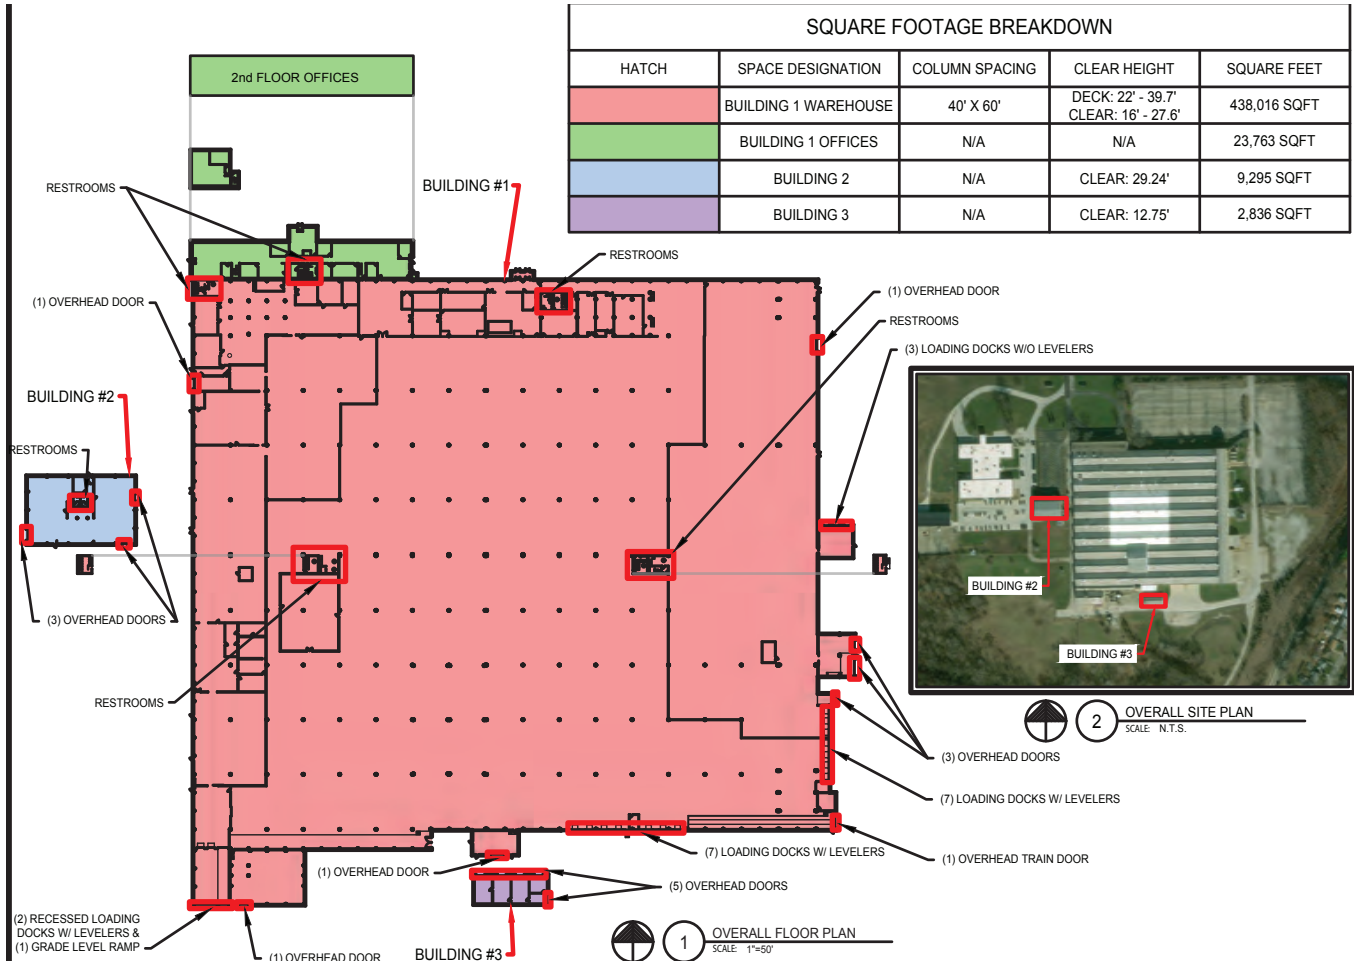 SQUARE FOOTAGE BREAKDOWN
HATCH SPACE DESIGNATION COLUMN SPACING CLEAR HEIGHT SQUARE FEET
BUILDING 1 WAREHOUSE 40' X 60' DECK: 22' - 39.7' CLEAR: 16' - 27.6' 438,016 SQFT
BUILDING 1 OFFICES N/A N/A 23,763 SQFT
BUILDING 2 N/A CLEAR: 29.24' 9,295 SQFT
BUILDING 3 N/A CLEAR: 12.75' 2,836 SQFT
2nd FLOOR OFFICES
RESTROOMS
BUILDING #1
RESTROOMS
(1) OVERHEAD DOOR
(1) OVERHEAD DOOR
RESTROOMS
(3) LOADING DOCKS W/O LEVELERS
BUILDING #2
RESTROOMS
BUILDING #2
(3) OVERHEAD DOORS
BUILDING #3
RESTROOMS
2 OVERALL SITE PLAN
SCALE: N.T.S.
(3) OVERHEAD DOORS
(7) LOADING DOCKS W/ LEVELERS
(7) LOADING DOCKS W/ LEVELERS
(1) OVERHEAD TRAIN DOOR
(1) OVERHEAD DOOR
(5) OVERHEAD DOORS
(2) RECESSED LOADING
DOCKS W/ LEVELERS &
(1) GRADE LEVEL RAMP
(1) OVERHEAD DOOR
BUILDING #3
1 OVERALL FLOOR PLAN
SCALE: 1"=50'